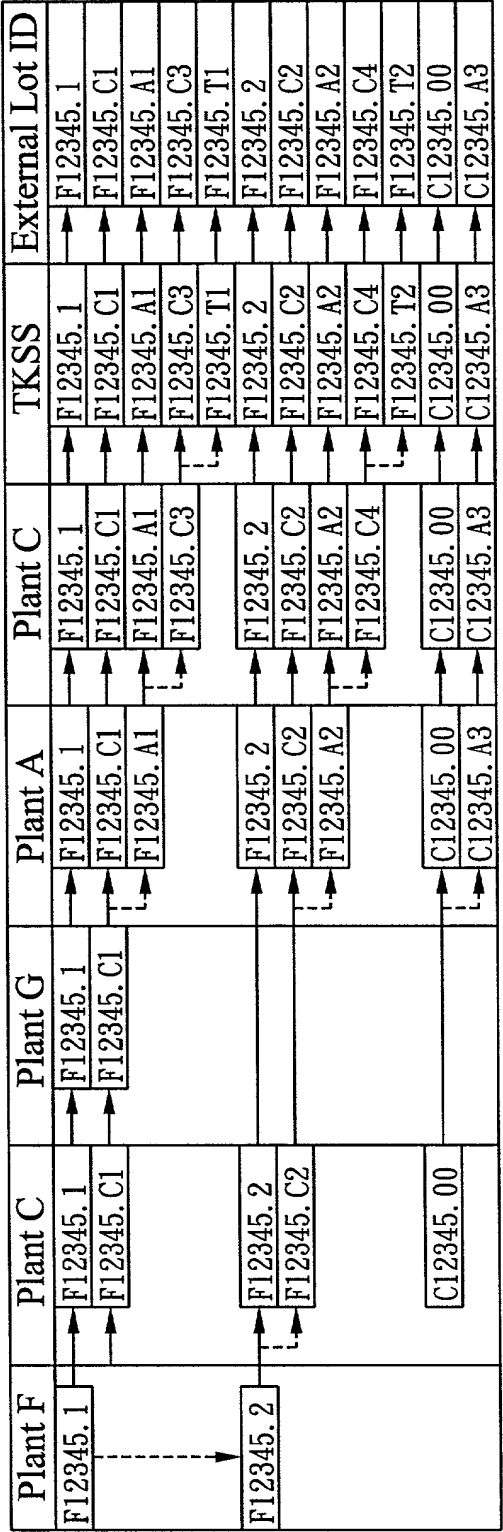 Plant F
Plant C
Plant G
Plant A
Plant C
TKSS
External Lot ID
F12345.1
F12345.1
F12345.1
F12345.1
F12345.1
F12345.1
F12345.1
F12345.C1
F12345.C1
F12345.C1
F12345.C1
F12345.C1
F12345.C1
F12345.A1
F12345.A1
F12345.A1
F12345.A1
F12345.C3
F12345.C3
F12345.C3
F12345.T1
F12345.T1
F12345.2
F12345.2
F12345.2
F12345.2
F12345.2
F12345.2
F12345.C2
F12345.C2
F12345.C2
F12345.C2
F12345.C2
F12345.A2
F12345.A2
F12345.A2
F12345.A2
F12345.C4
F12345.C4
F12345.C4
F12345.T2
F12345.T2
C12345.00
C12345.00
C12345.00
C12345.00
C12345.00
C12345.A3
C12345.A3
C12345.A3
C12345.A3